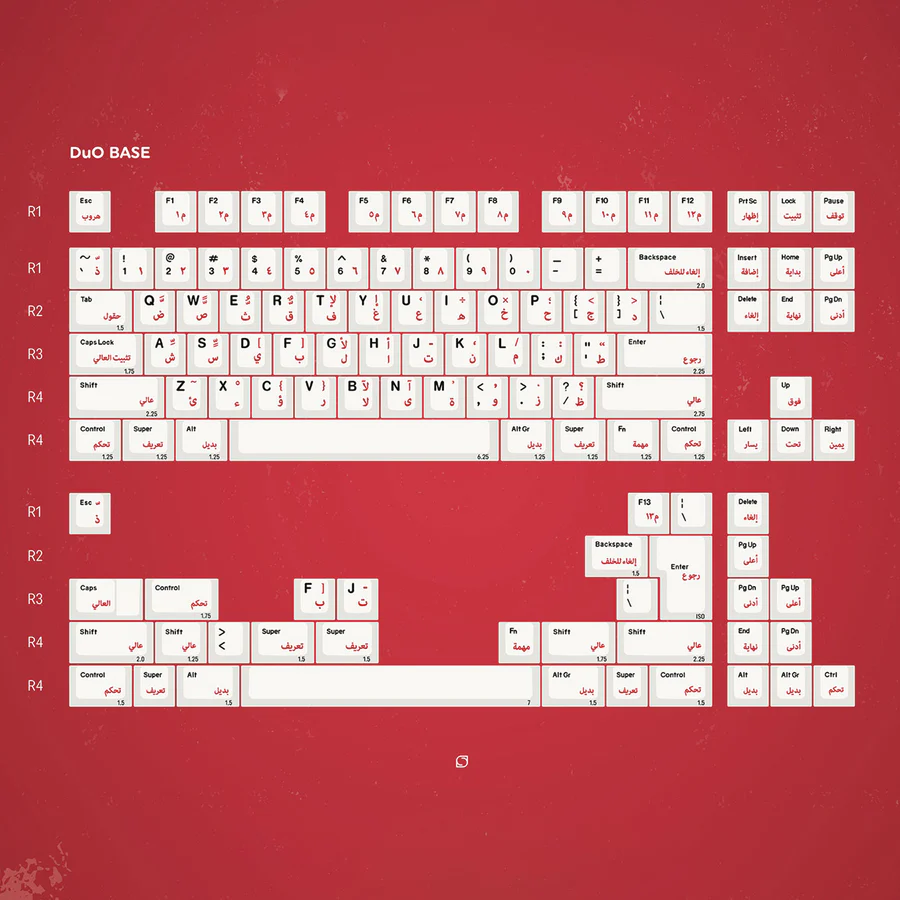 DuO BASE
R1 Esc هروب F1 م١ F2 م٢ F3 م٣ F4 م٤ F5 م٥ F6 م٦ F7 م٧ F8 م٨ F9 م٩ F10 م١٠ F11 م١١ F12 م١٢ Prt Sc إظهار Lock تثبيت Pause توقف
R1 ~ ّ ` ذ ! 1 ١ @ 2 ٢ # 3 ٣ $ 4 ٤ % 5 ٥ ^ 6 ٦ & 7 ٧ * 8 ٨ ( 9 ٩ ) 0 ٠ — - + = Backspace إلغاء للخلف 2.0 Insert إضافة Home بداية Pg Up أعلى
R2 Tab حقول 1.5 Q ض W ص E ث R ق T لإ ف Y إ غ U ‘ ع I ÷ ه O × خ P ؛ ح { < [ ج } > ] د ¦ \ 1.5 Delete إلغاء End نهاية Pg Dn أدنى
R3 Caps Lock تثبيت العالي 1.75 A ش S س D [ ي F ] ب G لأ ل H أ ا J - ت K ، ن L / م : : ; ك " " ' ط Enter رجوع 2.25
R4 Shift عالي 2.25 Z ~ ئ X ° ء C { ؤ V } ر B لآ لا N آ ى M ’ ة < , , و > . . ز ? ؟ / ظ Shift عالي 2.75 Up فوق
R4 Control تحكم 1.25 Super تعريف 1.25 Alt بديل 1.25 6.25 Alt Gr بديل 1.25 Super تعريف 1.25 Fn مهمة 1.25 Control تحكم 1.25 Left يسار Down تحت Right يمين
R1 Esc ّ ذ F13 م١٣ ¦ \ Delete إلغاء
R2 Backspace إلغاء للخلف 1.5 Enter رجوع ISO Pg Up أعلى
R3 Caps العالي Control تحكم 1.75 F ] ب J - ت ¦ \ Pg Dn أدنى Pg Up أعلى
R4 Shift عالي 2.0 Shift عالي 1.25 > < Super تعريف 1.5 Super تعريف 1.5 Fn مهمة Shift عالي 1.75 Shift عالي 2.25 End نهاية Pg Dn أدنى
R4 Control تحكم 1.5 Super تعريف Alt بديل 1.5 7 Alt Gr بديل 1.5 Super تعريف Control تحكم 1.5 Alt بديل Alt Gr بديل Ctrl تحكم